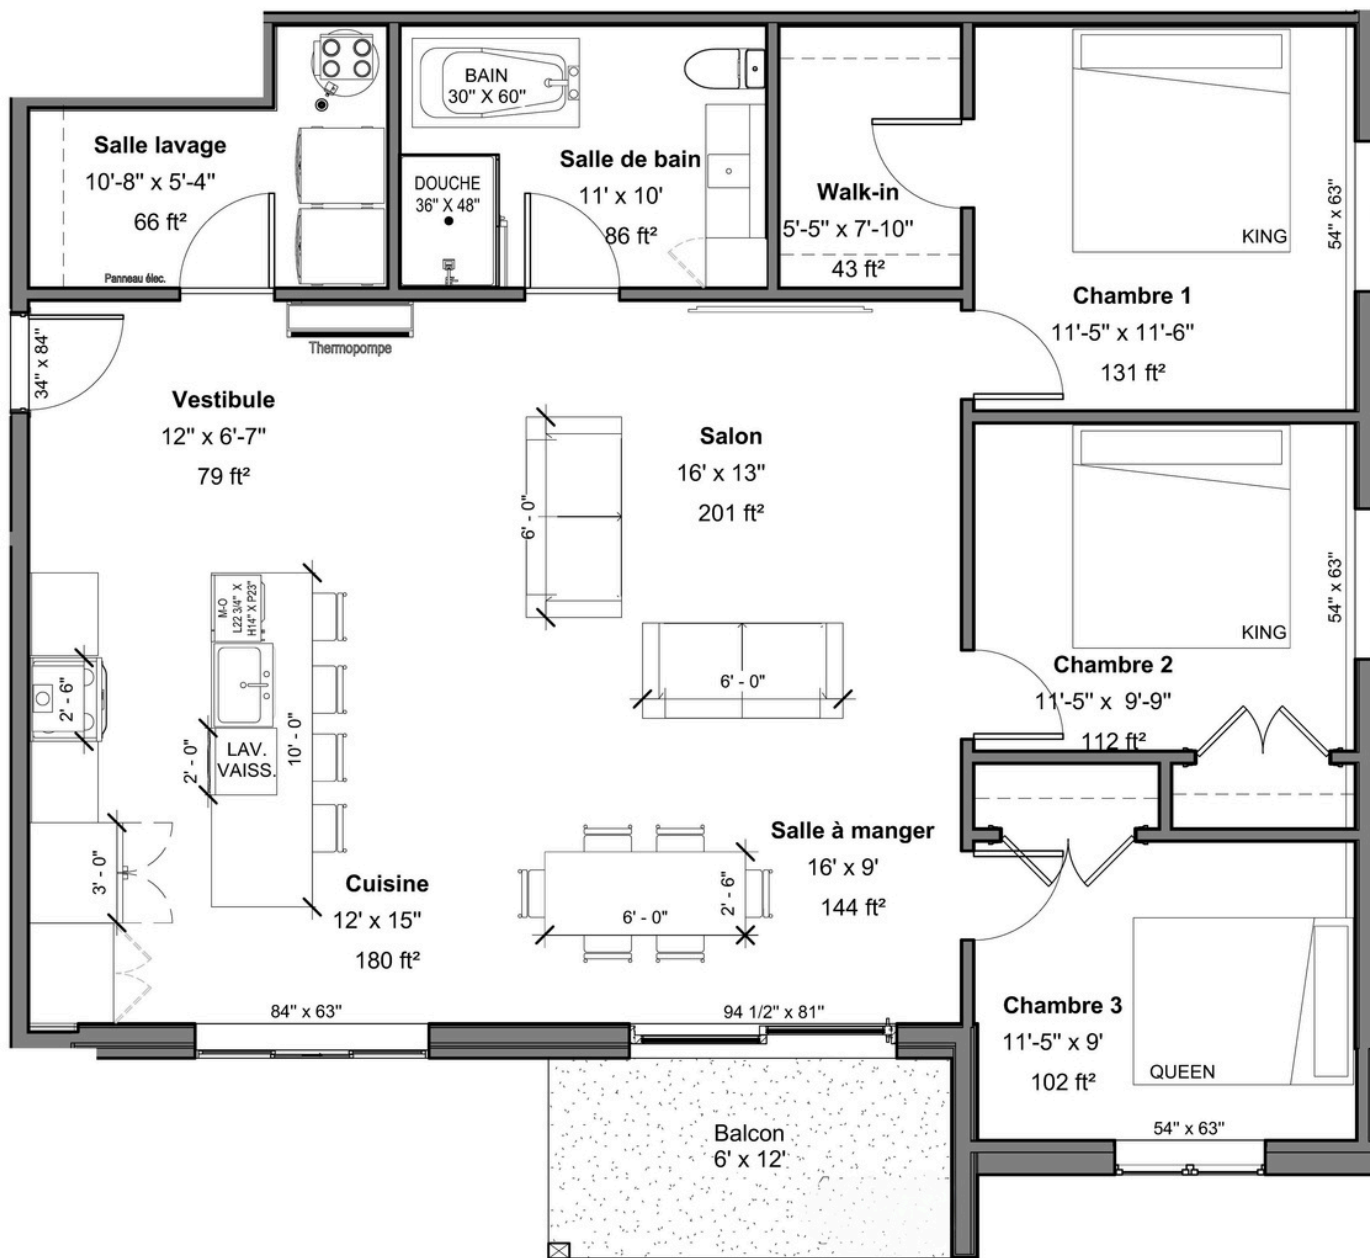 Salle lavage
10'-8" x 5'-4"
66 ft²
Panneau élec.
BAIN
30" X 60"
DOUCHE
36" X 48"
Salle de bain
11' x 10'
86 ft²
Walk-in
5'-5" x 7'-10"
43 ft²
KING
54" x 63"
Chambre 1
11'-5" x 11'-6"
131 ft²
34" x 84"
Thermopompe
Vestibule
12" x 6'-7"
79 ft²
6' - 0"
Salon
16' x 13"
201 ft²
6' - 0"
KING
54" x 63"
Chambre 2
11'-5" x 9'-9"
112 ft²
M-O
L22 3/4" X
H14" X P23"
2' - 6"
2' - 0"
LAV.
VAISS.
10' - 0"
3' - 0"
Cuisine
12' x 15"
180 ft²
Salle à manger
16' x 9'
144 ft²
6' - 0"
2' - 6"
84" x 63"
94 1/2" x 81"
Chambre 3
11'-5" x 9'
102 ft²
QUEEN
54" x 63"
Balcon
6' x 12'